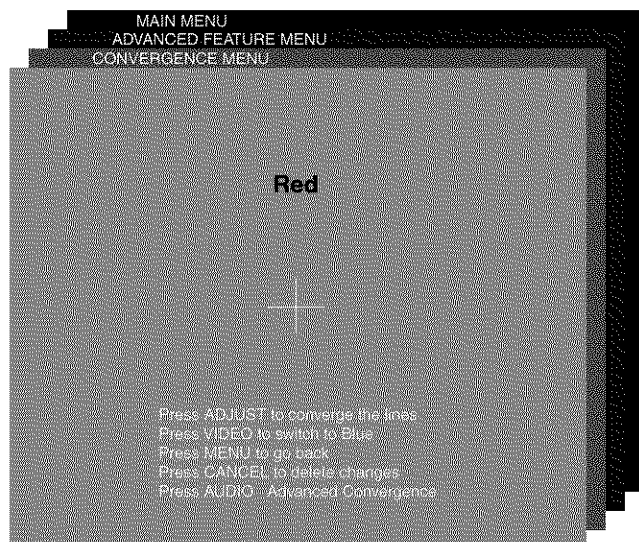 MAIN MENU
ADVANCED FEATURE MENU
CONVERGENCE MENU
Red
Press ADJUST to converge the lines
Press VIDEO to switch to Blue
Press MENU to go back
Press CANCEL to delete changes
Press AUDIO - Advanced Convergence